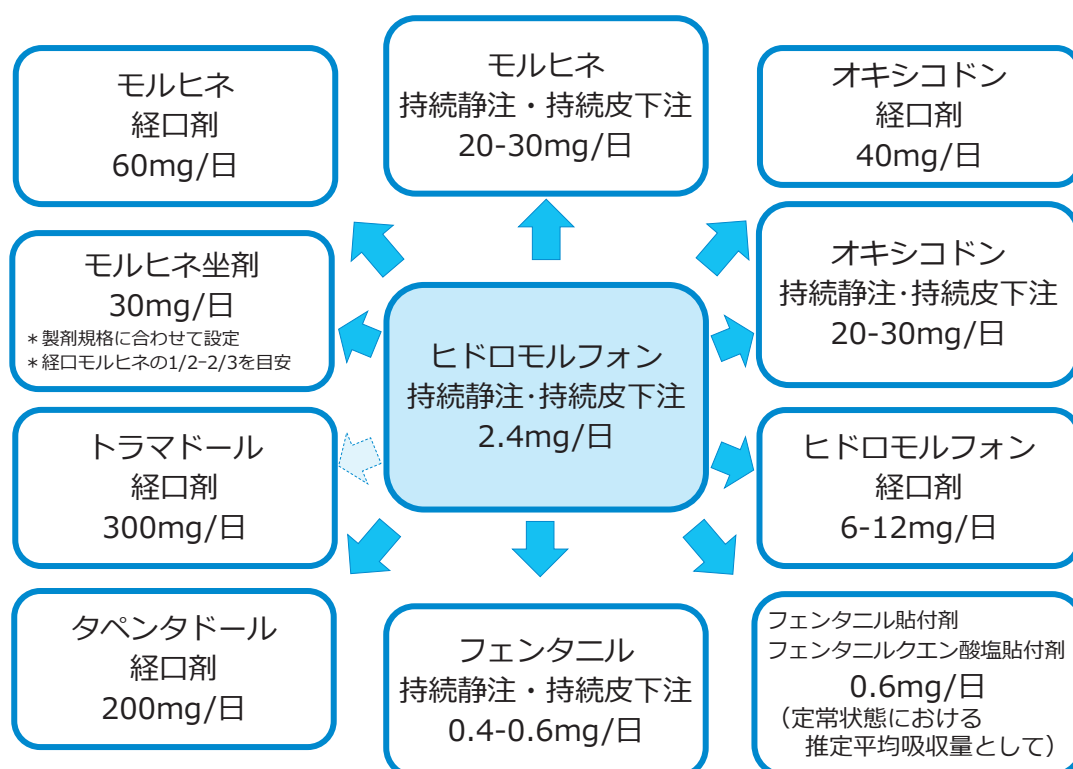 モルヒネ
経口剤
60mg/日
モルヒネ
持続静注・持続皮下注
20-30mg/日
オキシコドン
経口剤
40mg/日
モルヒネ坐剤
30mg/日
＊製剤規格に合わせて設定
＊経口モルヒネの1/2−2/3を目安
ヒドロモルフォン
持続静注･持続皮下注
2.4mg/日
オキシコドン
持続静注･持続皮下注
20-30mg/日
トラマドール
経口剤
300mg/日
ヒドロモルフォン
経口剤
6-12mg/日
タペンタドール
経口剤
200mg/日
フェンタニル
持続静注・持続皮下注
0.4-0.6mg/日
フェンタニル貼付剤
フェンタニルクエン酸塩貼付剤
0.6mg/日
（定常状態における
推定平均吸収量として）